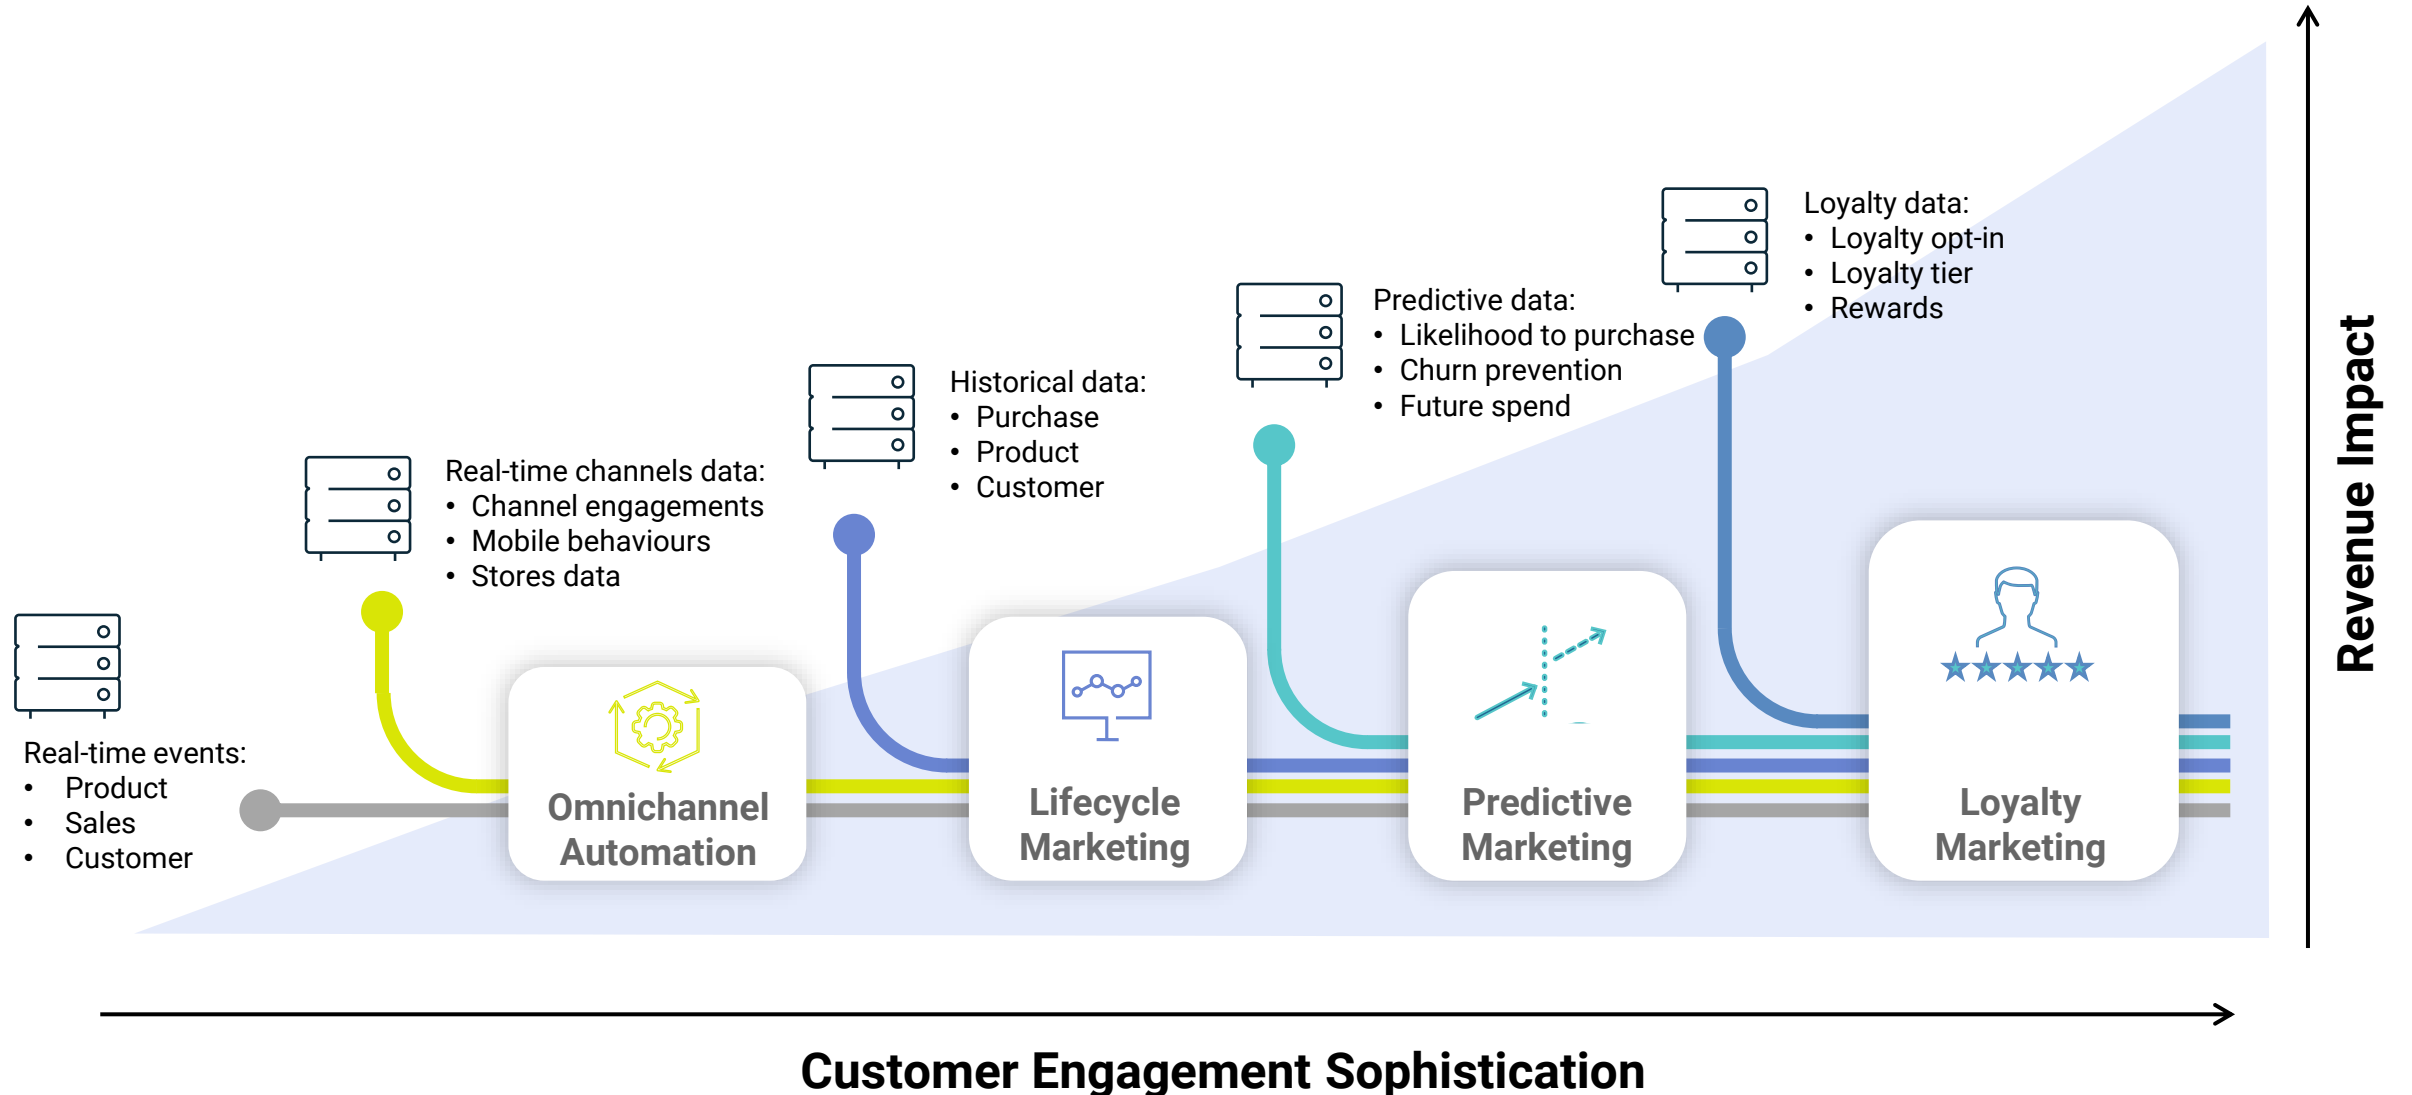 Real-time events:
• Product
• Sales
• Customer
Real-time channels data:
• Channel engagements
• Mobile behaviours
• Stores data
Historical data:
• Purchase
• Product
• Customer
Predictive data:
• Likelihood to purchase
• Churn prevention
• Future spend
Loyalty data:
• Loyalty opt-in
• Loyalty tier
• Rewards
Omnichannel
Automation
Lifecycle
Marketing
Predictive
Marketing
Loyalty
Marketing
Revenue Impact
Customer Engagement Sophistication